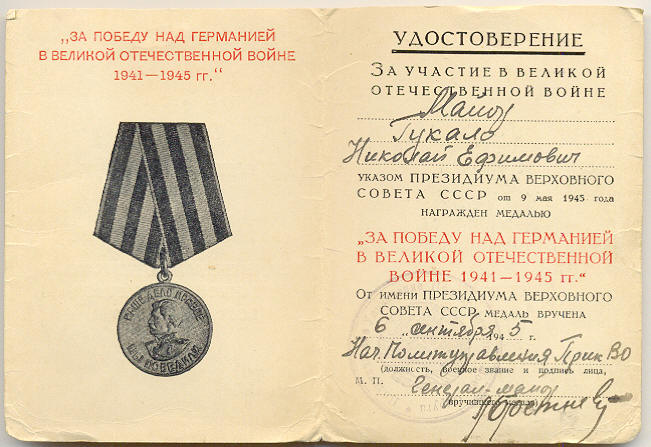 „ЗА ПОБЕДУ НАД ГЕРМАНИЕЙ
В ВЕЛИКОЙ ОТЕЧЕСТВЕННОЙ ВОЙНЕ
1941—1945 гг.“
НАШЕ ДЕЛО ПРАВОЕ
МЫ ПОБЕДИЛИ
УДОСТОВЕРЕНИЕ
ЗА УЧАСТИЕ В ВЕЛИКОЙ
ОТЕЧЕСТВЕННОЙ ВОЙНЕ
Майор
Гукало
Николай Ефимович
УКАЗОМ ПРЕЗИДИУМА ВЕРХОВНОГО
СОВЕТА СССР от 9 мая 1945 года
НАГРАЖДЕН МЕДАЛЬЮ
„ЗА ПОБЕДУ НАД ГЕРМАНИЕЙ
В ВЕЛИКОЙ ОТЕЧЕСТВЕННОЙ
ВОЙНЕ 1941—1945 гг.“
От имени ПРЕЗИДИУМА ВЕРХОВНОГО
СОВЕТА СССР МЕДАЛЬ ВРУЧЕНА
6 „сентября 1945 г.
Нач. Политуправления ПрикВО
(должность, воинское звание и подпись лица,
М. П. Генерал-майор
вручившего медаль)